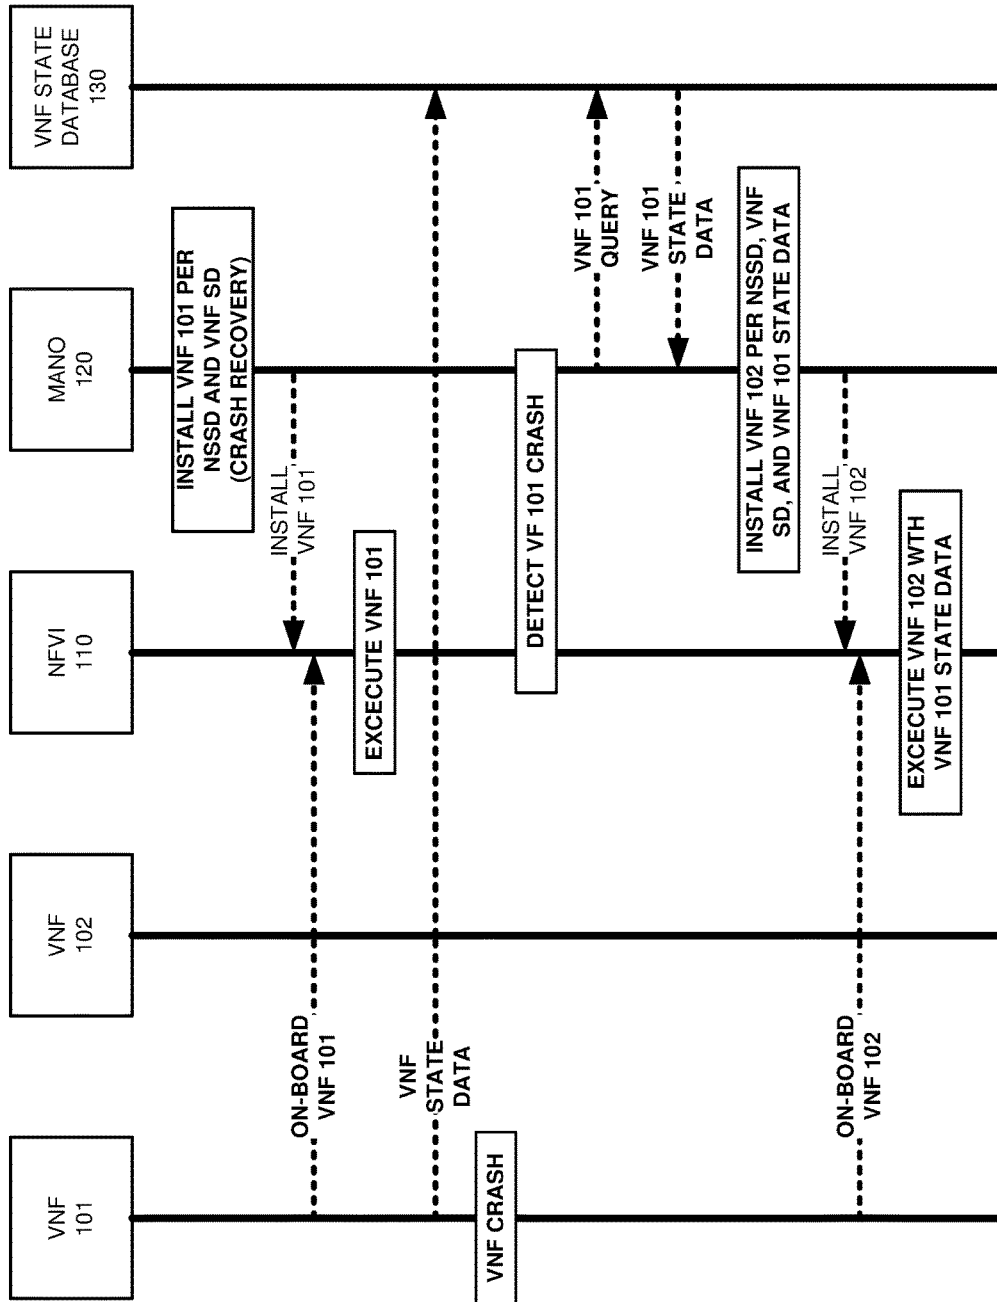 VNF
101
VNF
102
NFVI
110
MANO
120
VNF STATE
DATABASE
130
INSTALL VNF 101 PER
NSSD AND VNF SD
(CRASH RECOVERY)
INSTALL
VNF 101
ON-BOARD
VNF 101
EXCECUTE VNF 101
VNF
STATE
DATA
VNF CRASH
DETECT VF 101 CRASH
VNF 101
QUERY
VNF 101
STATE
DATA
INSTALL VNF 102 PER NSSD, VNF
SD, AND VNF 101 STATE DATA
INSTALL
VNF 102
ON-BOARD
VNF 102
EXCECUTE VNF 102 WTH
VNF 101 STATE DATA